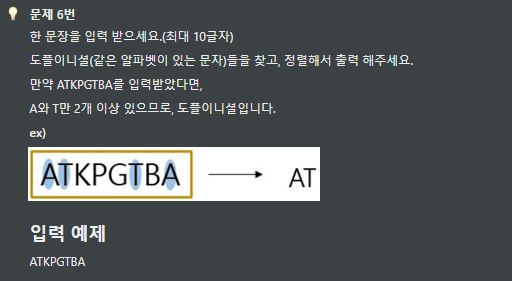 문제 6번
한 문장을 입력 받으세요.(최대 10글자)
도플이니셜(같은 알파벳이 있는 문자)들을 찾고, 정렬해서 출력 해주세요.
만약 ATKPGTBA를 입력받았다면,
A와 T만 2개 이상 있으므로, 도플이니셜입니다.
ex)
ATKPGTBA → AT
입력 예제
ATKPGTBA